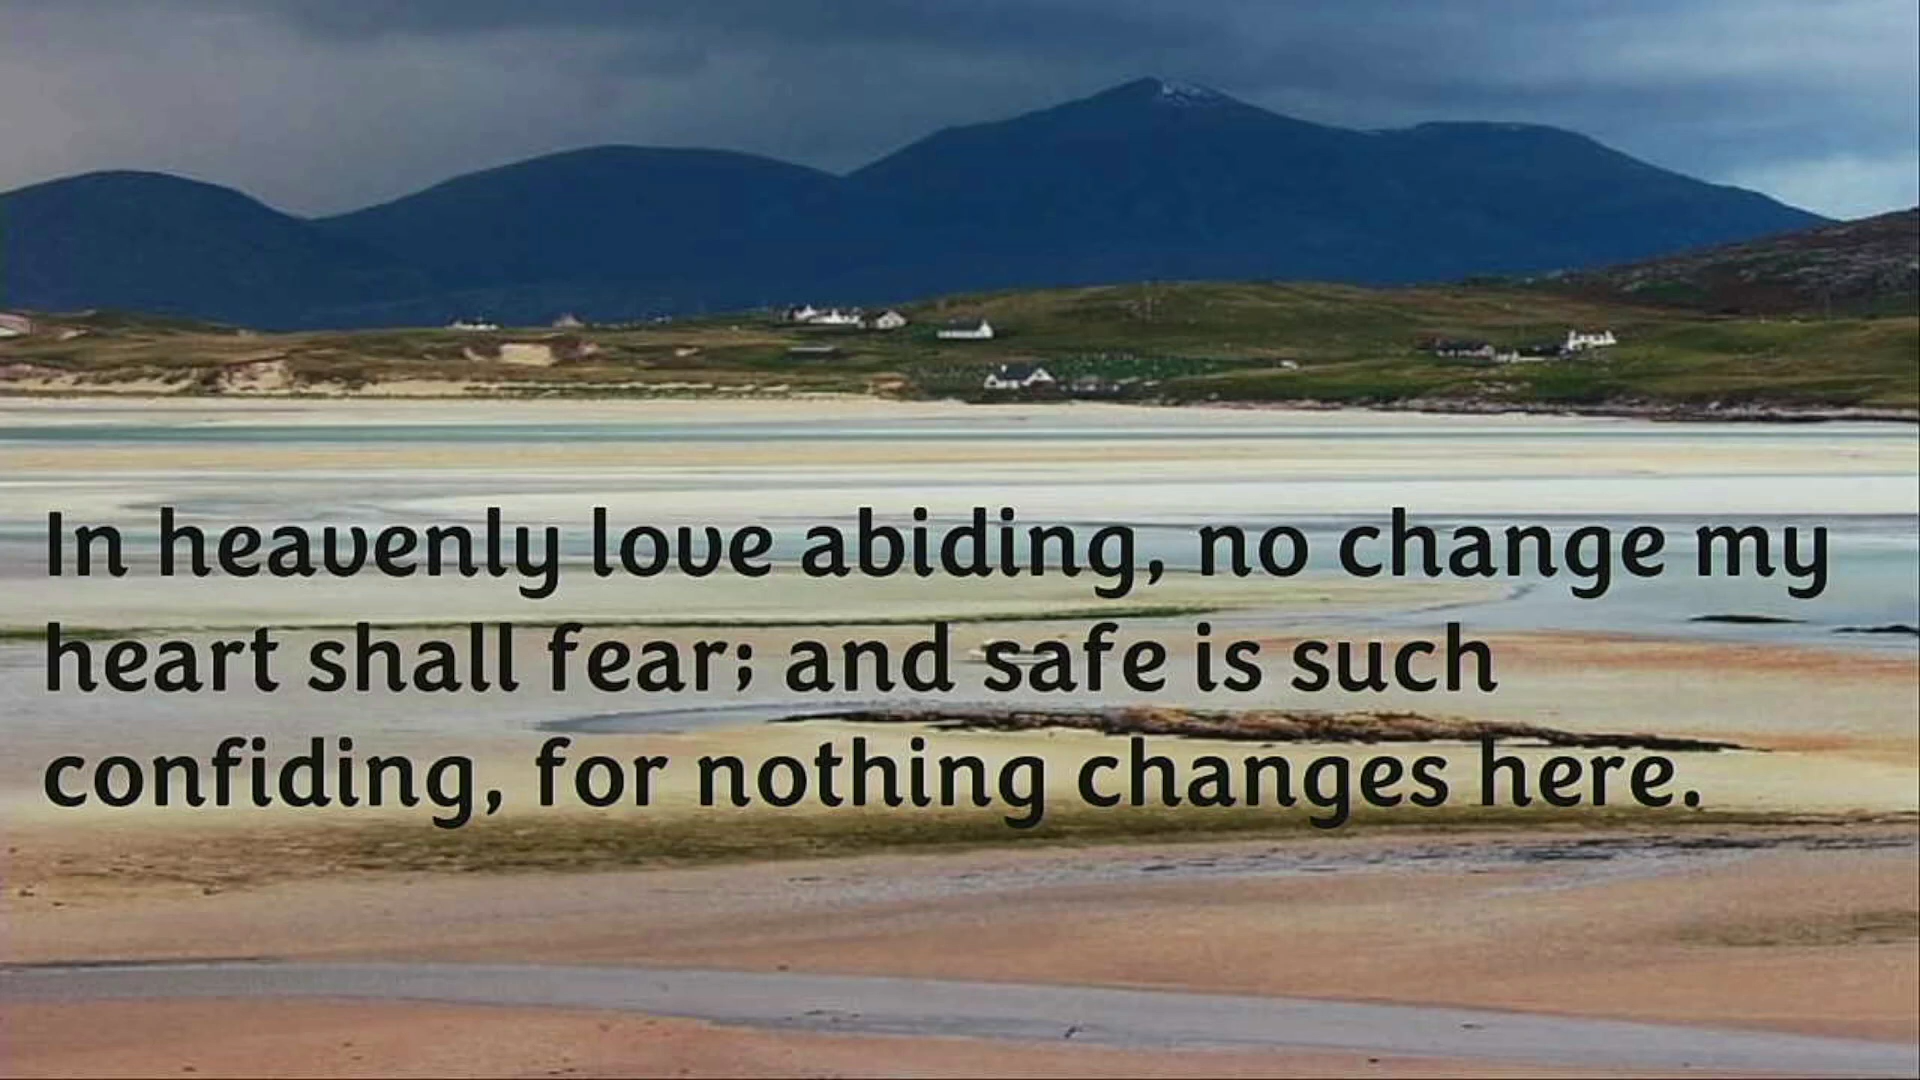 In heavenly love abiding, no change my
heart shall fear; and safe is such
confiding, for nothing changes here.